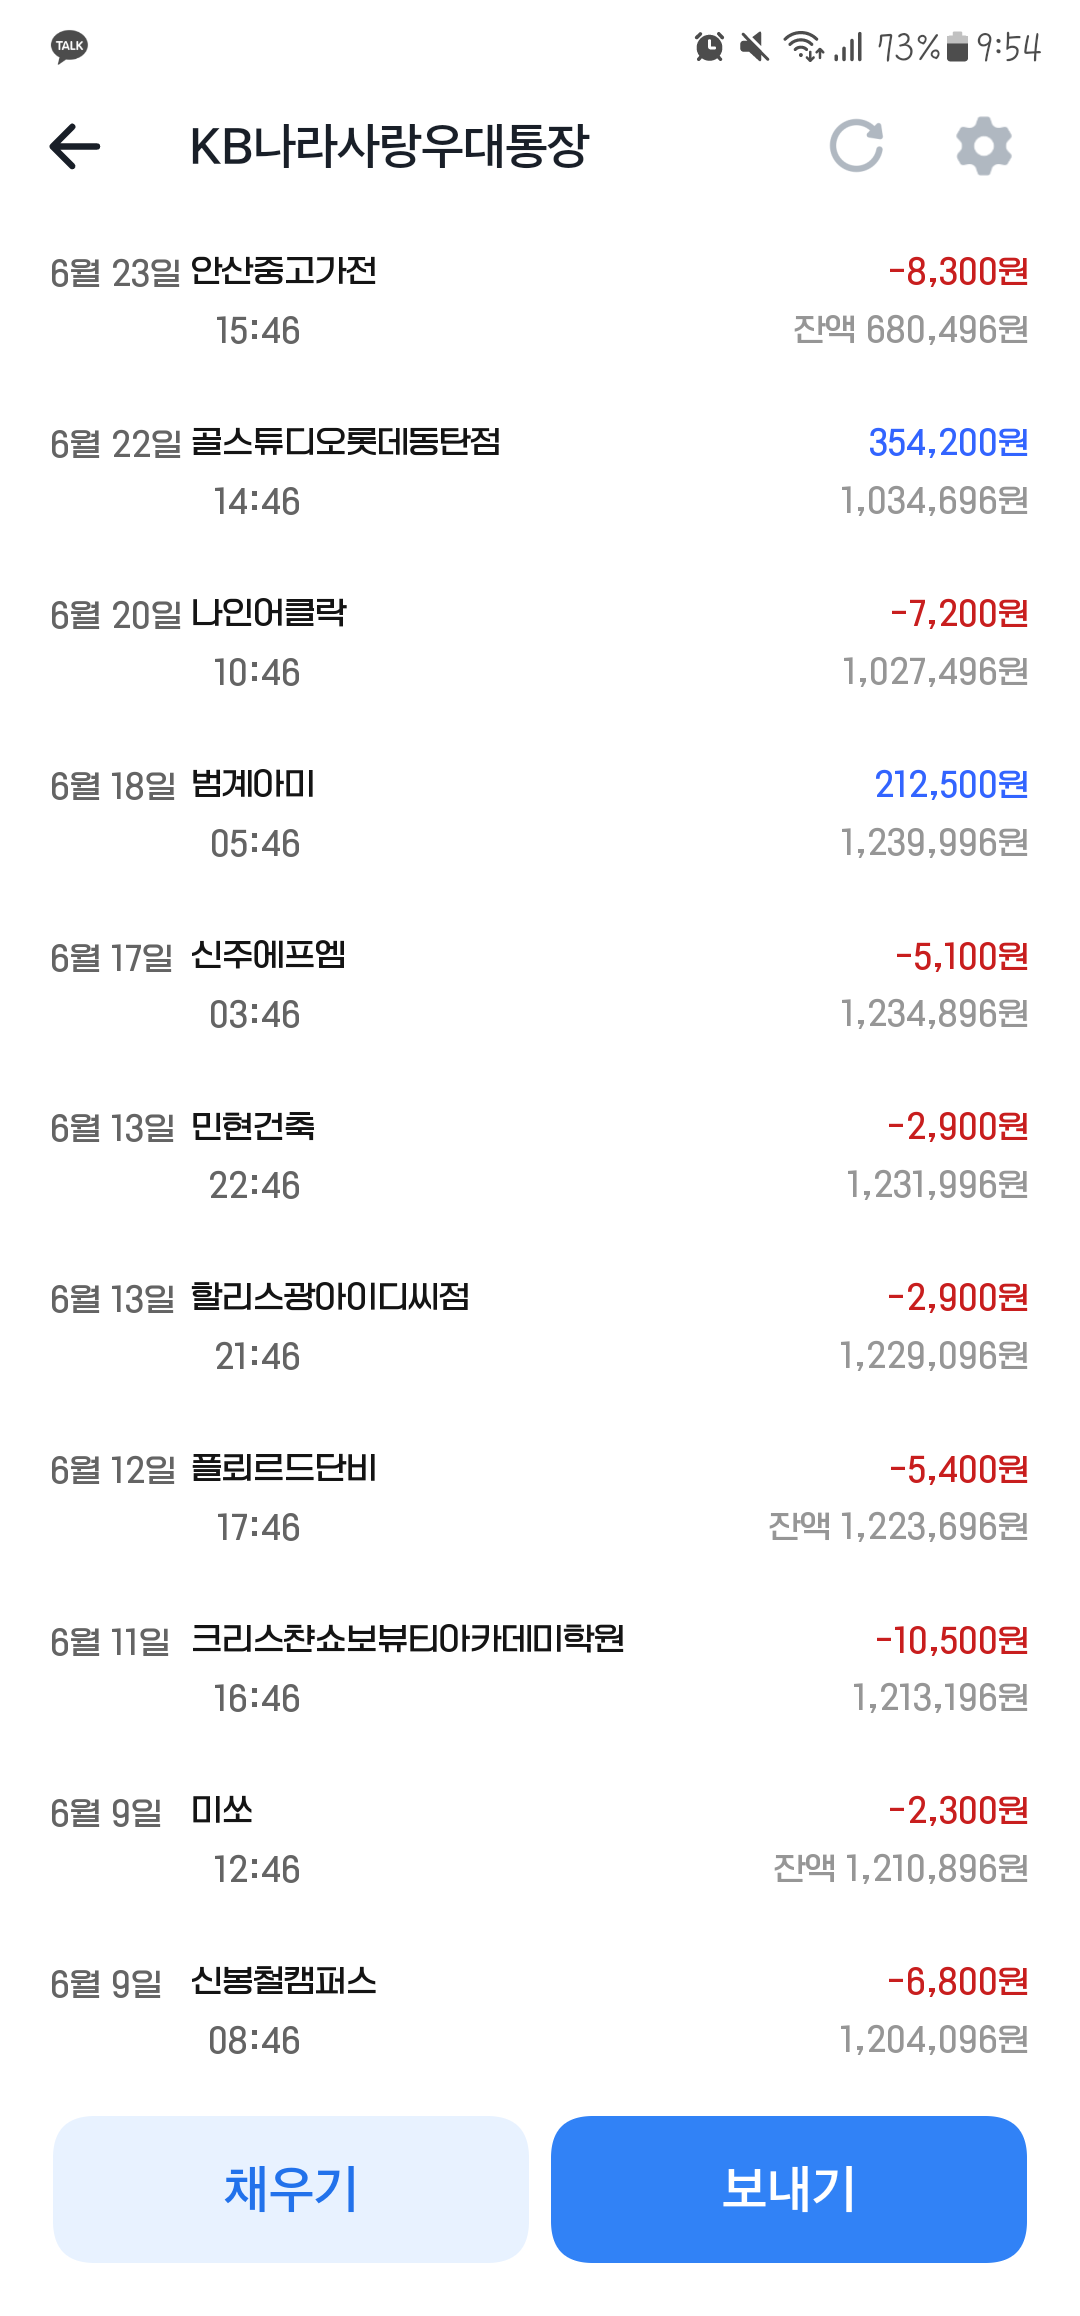 TALK
73% 9:54
KB나라사랑우대통장
6월 23일 안산중고가전 -8,300원
15:46 잔액 680,496원
6월 22일 골스튜디오롯데동탄점 354,200원
14:46 1,034,696원
6월 20일 나인어클락 -7,200원
10:46 1,027,496원
6월 18일 범계아미 212,500원
05:46 1,239,996원
6월 17일 신주에프엠 -5,100원
03:46 1,234,896원
6월 13일 민현건축 -2,900원
22:46 1,231,996원
6월 13일 할리스광아이디씨점 -2,900원
21:46 1,229,096원
6월 12일 플뢰르드단비 -5,400원
17:46 잔액 1,223,696원
6월 11일 크리스챤쇼보뷰티아카데미학원 -10,500원
16:46 1,213,196원
6월 9일 미쏘 -2,300원
12:46 잔액 1,210,896원
6월 9일 신봉철캠퍼스 -6,800원
08:46 1,204,096원
채우기 보내기